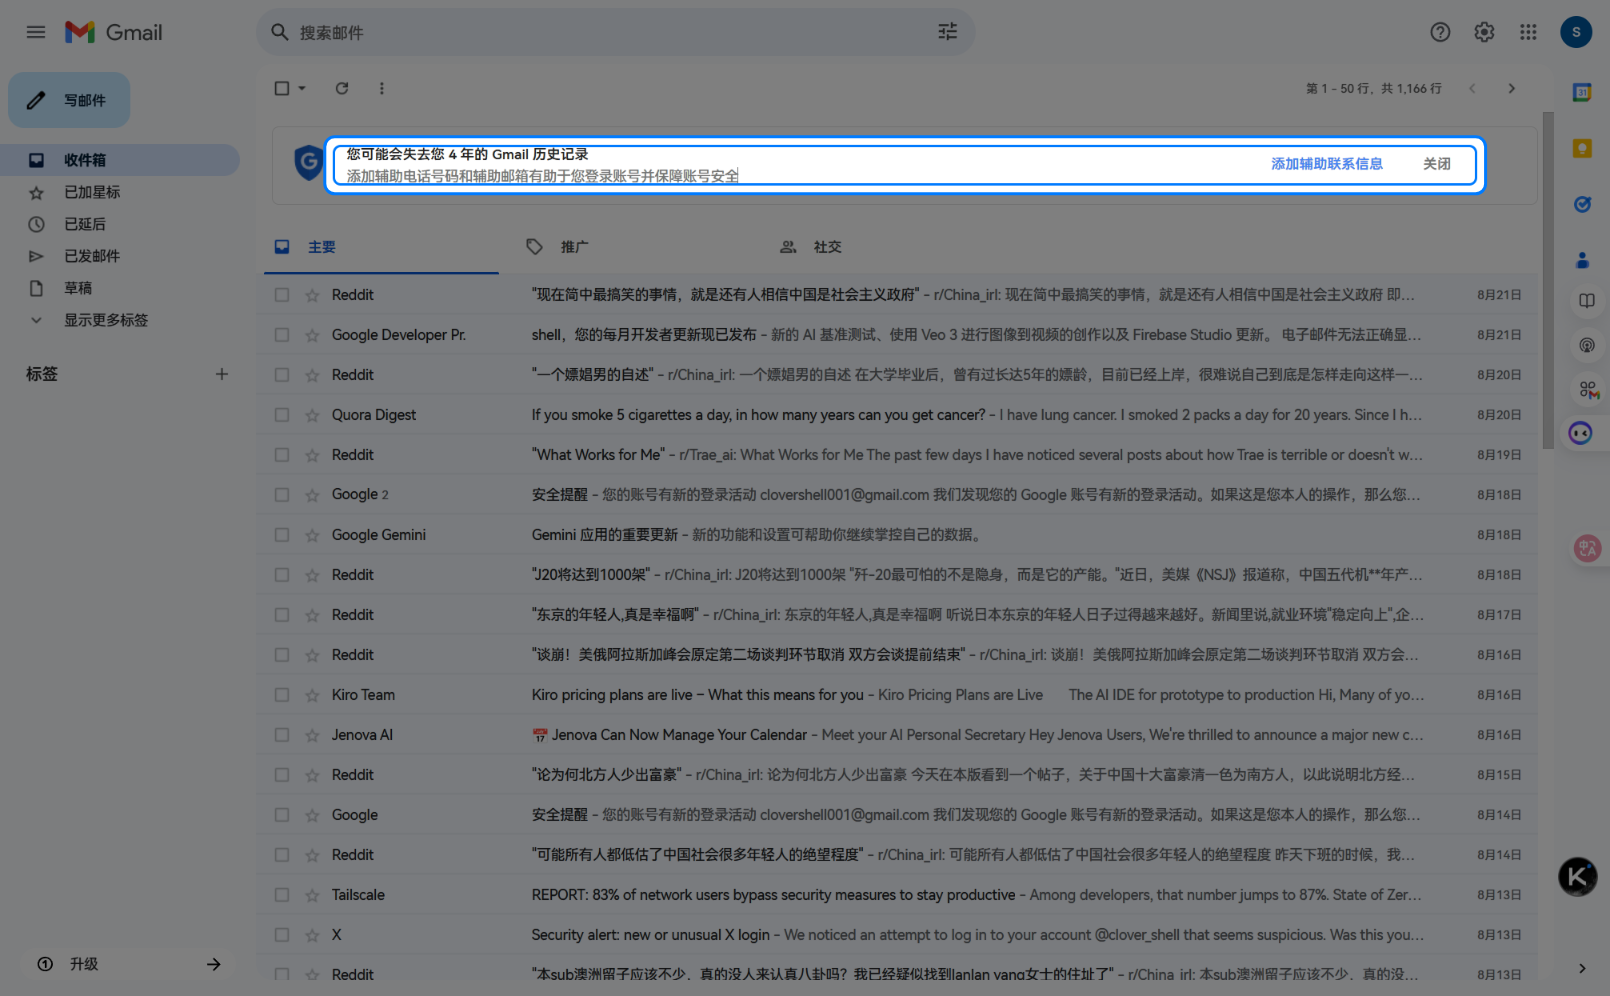 Gmail
搜索邮件
S
写邮件
第 1 - 50 行，共 1,166 行
31
收件箱
已加星标
已延后
已发邮件
草稿
显示更多标签
标签
G
您可能会失去您 4 年的 Gmail 历史记录
添加辅助电话号码和辅助邮箱有助于您登录账号并保障账号安全
添加辅助联系信息 关闭
主要 推广 社交
Reddit "现在简中最搞笑的事情，就是还有人相信中国是社会主义政府" - r/China_irl: 现在简中最搞笑的事情，就是还有人相信中国是社会主义政府 即... 8月21日
Google Developer Pr. shell，您的每月开发者更新现已发布 - 新的 AI 基准测试、使用 Veo 3 进行图像到视频的创作以及 Firebase Studio 更新。 电子邮件无法正确显... 8月21日
Reddit "一个嫖娼男的自述" - r/China_irl: 一个嫖娼男的自述 在大学毕业后，曾有过长达5年的嫖龄，目前已经上岸，很难说自己到底是怎样走向这样一... 8月20日
Quora Digest If you smoke 5 cigarettes a day, in how many years can you get cancer? - I have lung cancer. I smoked 2 packs a day for 20 years. Since I h... 8月20日
Reddit "What Works for Me" - r/Trae_ai: What Works for Me The past few days I have noticed several posts about how Trae is terrible or doesn't w... 8月19日
Google 2 安全提醒 - 您的账号有新的登录活动 clovershell001@gmail.com 我们发现您的 Google 账号有新的登录活动。如果这是您本人的操作，那么您... 8月18日
Google Gemini Gemini 应用的重要更新 - 新的功能和设置可帮助你继续掌控自己的数据。 8月18日
Reddit "J20将达到1000架" - r/China_irl: J20将达到1000架 "歼-20最可怕的不是隐身，而是它的产能。"近日，美媒《NSJ》报道称，中国五代机**年产... 8月18日
Reddit "东京的年轻人,真是幸福啊" - r/China_irl: 东京的年轻人,真是幸福啊 听说日本东京的年轻人日子过得越来越好。新闻里说,就业环境"稳定向上",企... 8月17日
Reddit "谈崩！美俄阿拉斯加峰会原定第二场谈判环节取消 双方会谈提前结束" - r/China_irl: 谈崩！美俄阿拉斯加峰会原定第二场谈判环节取消 双方会... 8月16日
Kiro Team Kiro pricing plans are live – What this means for you - Kiro Pricing Plans are Live The AI IDE for prototype to production Hi, Many of yo... 8月16日
Jenova AI 17 Jenova Can Now Manage Your Calendar - Meet your AI Personal Secretary Hey Jenova Users, We're thrilled to announce a major new c... 8月16日
Reddit "论为何北方人少出富豪" - r/China_irl: 论为何北方人少出富豪 今天在本版看到一个帖子，关于中国十大富豪清一色为南方人，以此说明北方经... 8月15日
Google 安全提醒 - 您的账号有新的登录活动 clovershell001@gmail.com 我们发现您的 Google 账号有新的登录活动。如果这是您本人的操作，那么您... 8月14日
Reddit "可能所有人都低估了中国社会很多年轻人的绝望程度" - r/China_irl: 可能所有人都低估了中国社会很多年轻人的绝望程度 昨天下班的时候，我... 8月14日
Tailscale REPORT: 83% of network users bypass security measures to stay productive - Among developers, that number jumps to 87%. State of Zer... 8月13日
X Security alert: new or unusual X login - We noticed an attempt to log in to your account @clover_shell that seems suspicious. Was this you... 8月13日
Reddit "本sub澳洲留子应该不少，真的没人来认真八卦吗？我已经疑似找到lanlan yang女士的住址了" - r/China_irl: 本sub澳洲留子应该不少，真的没... 8月13日
升级
中A
K